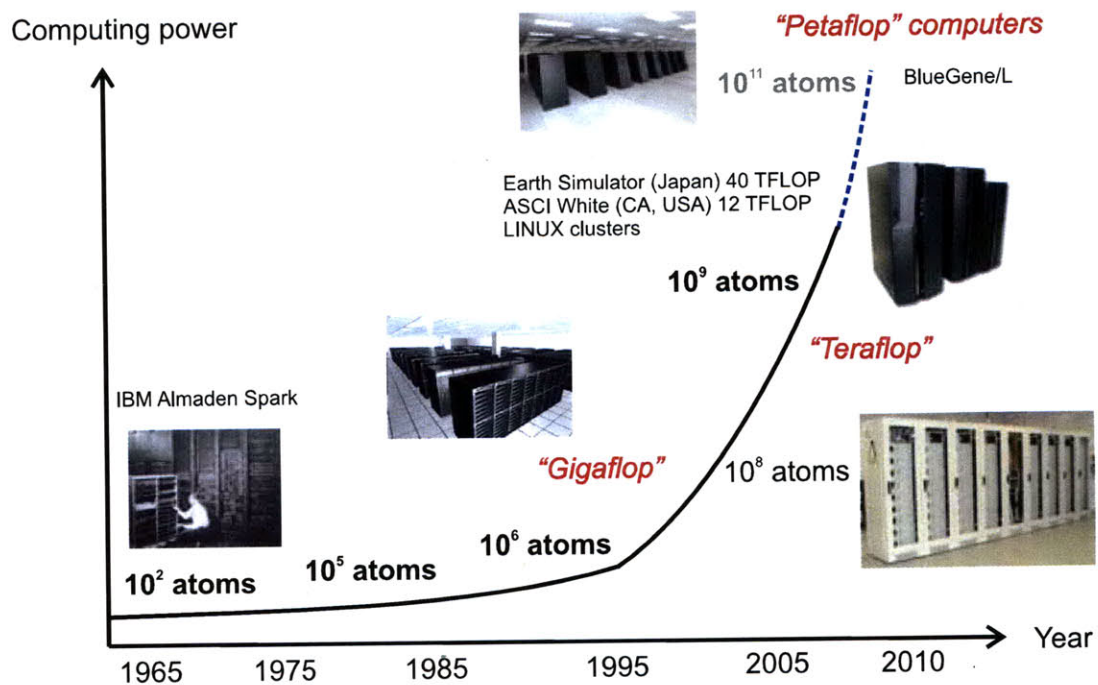 Computing power
"Petaflop" computers
10¹¹ atoms
BlueGene/L
Earth Simulator (Japan) 40 TFLOP
ASCI White (CA, USA) 12 TFLOP
LINUX clusters
10⁹ atoms
"Teraflop"
IBM Almaden Spark
"Gigaflop"
10⁸ atoms
10⁶ atoms
10⁵ atoms
10² atoms
Year
1965 1975 1985 1995 2005 2010